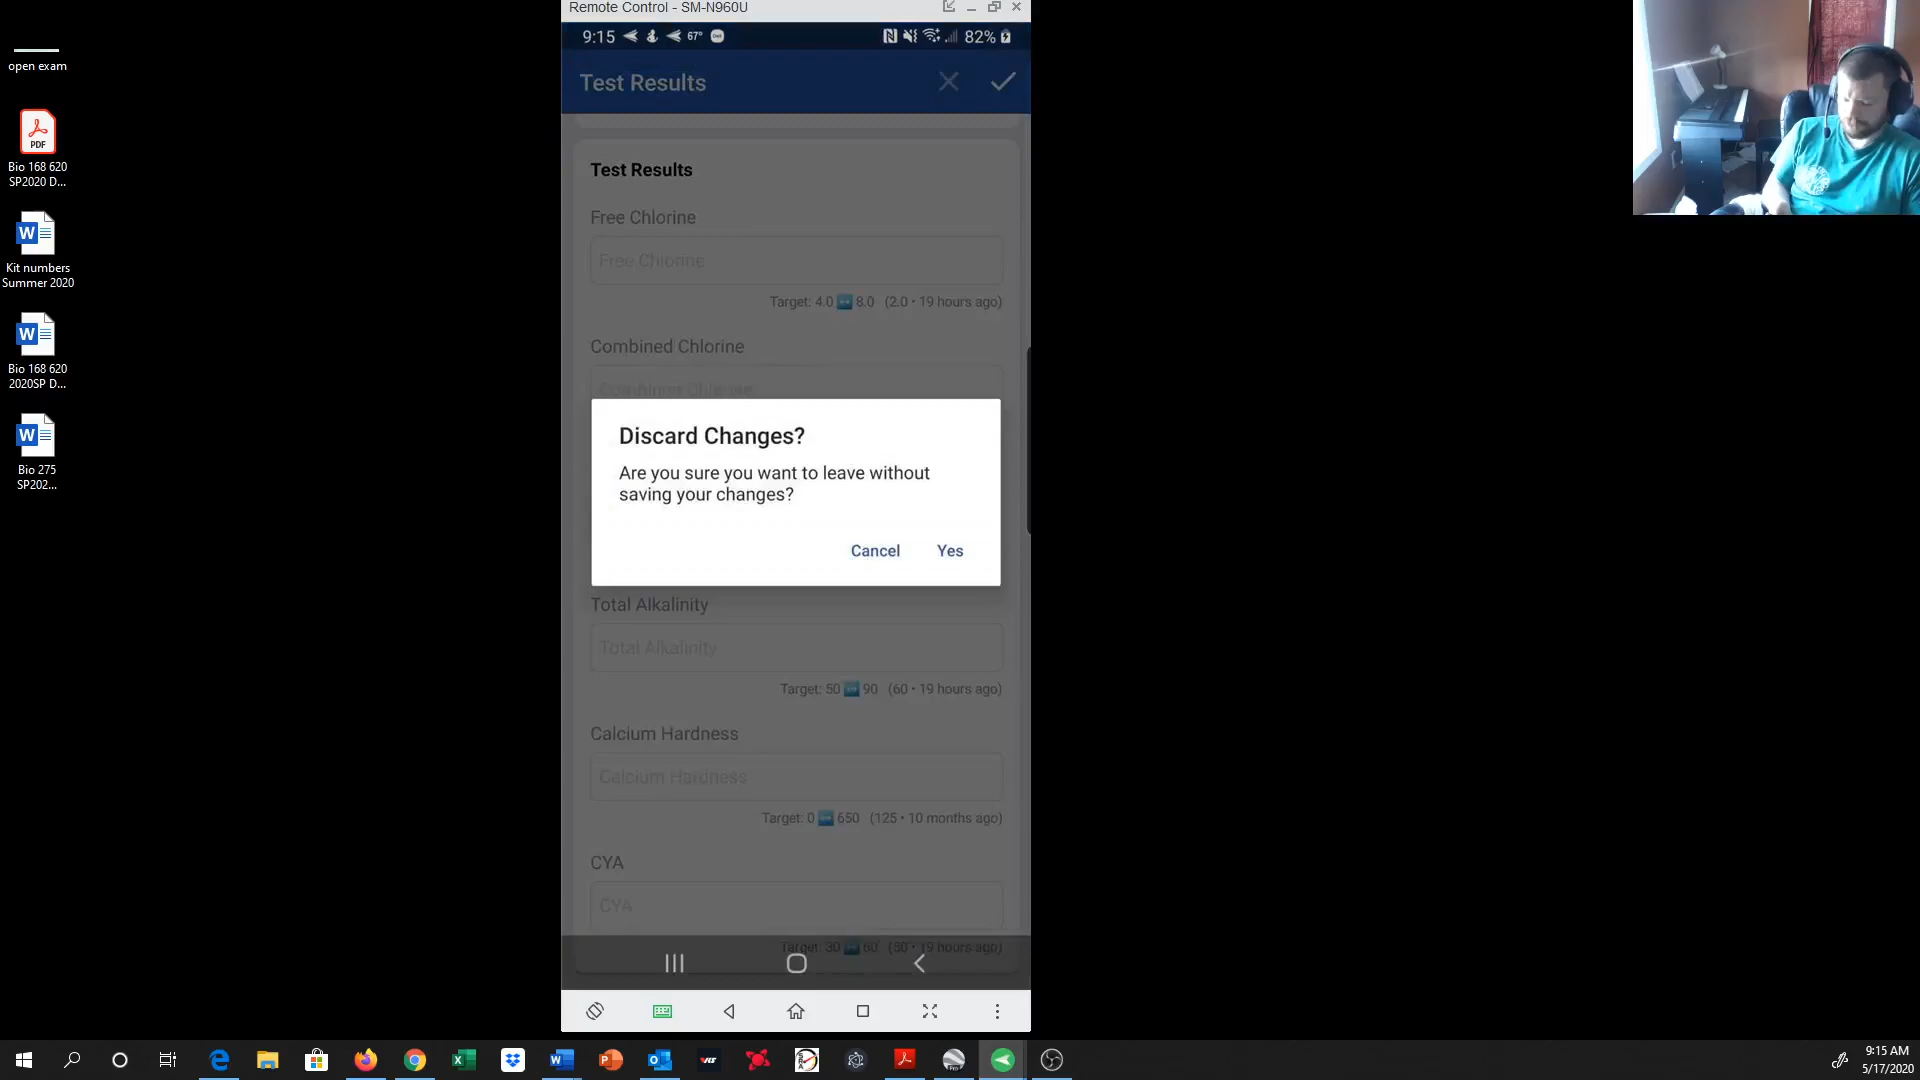 open exam
PDF
Bio 168 620
SP2020 D...
Kit numbers
Summer 2020
Bio 168 620
2020SP D...
Bio 275
SP202...
Remote Control - SM-N960U
9:15 67° 82%
Test Results
Test Results
Free Chlorine
Free Chlorine
Target: 4.0 ↔ 8.0 (2.0 • 19 hours ago)
Combined Chlorine
Combined Chlorine
Discard Changes?
Are you sure you want to leave without
saving your changes?
Cancel Yes
Total Alkalinity
Total Alkalinity
Target: 50 ↔ 90 (60 • 19 hours ago)
Calcium Hardness
Calcium Hardness
Target: 0 ↔ 650 (125 • 10 months ago)
CYA
CYA
9:15 AM
5/17/2020